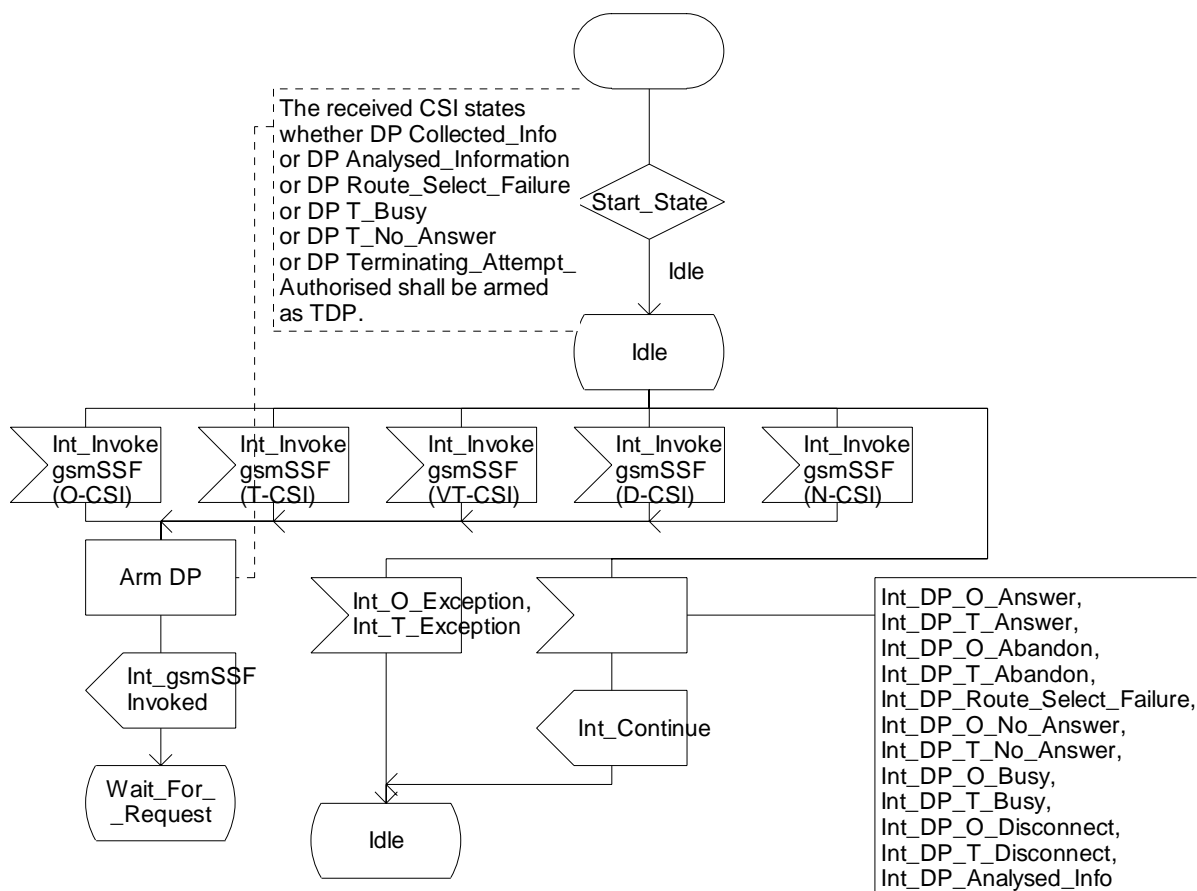 The received CSI states
whether DP Collected_Info
or DP Analysed_Information
or DP Route_Select_Failure
or DP T_Busy
or DP T_No_Answer
or DP Terminating_Attempt_
Authorised shall be armed
as TDP.
Start_State
Idle
Idle
Int_Invoke
gsmSSF
(O-CSI)
Int_Invoke
gsmSSF
(T-CSI)
Int_Invoke
gsmSSF
(VT-CSI)
Int_Invoke
gsmSSF
(D-CSI)
Int_Invoke
gsmSSF
(N-CSI)
Arm DP
Int_O_Exception,
Int_T_Exception
Int_gsmSSF
Invoked
Int_Continue
Wait_For_
_Request
Idle
Int_DP_O_Answer,
Int_DP_T_Answer,
Int_DP_O_Abandon,
Int_DP_T_Abandon,
Int_DP_Route_Select_Failure,
Int_DP_O_No_Answer,
Int_DP_T_No_Answer,
Int_DP_O_Busy,
Int_DP_T_Busy,
Int_DP_O_Disconnect,
Int_DP_T_Disconnect,
Int_DP_Analysed_Info